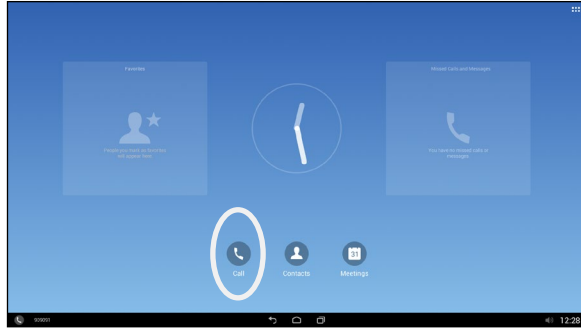 Favorites
People you mark as favorites
will appear here.
Missed Calls and Messages
You have no missed calls or
messages
31
Call
Contacts
Meetings
12:28